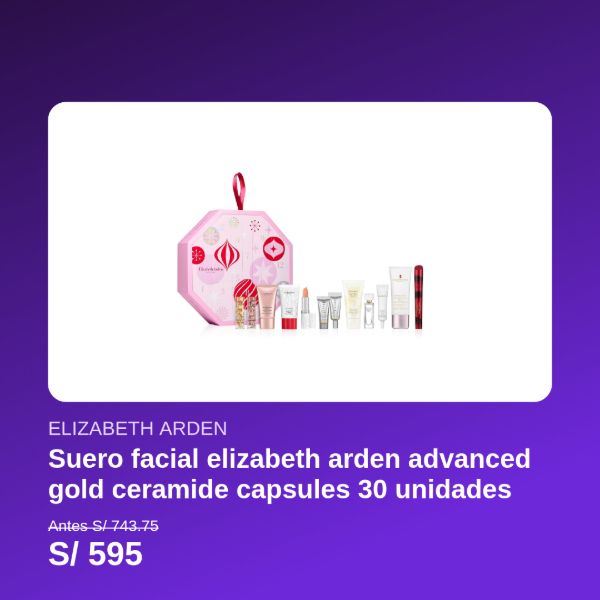 ELIZABETH ARDEN
Suero facial elizabeth arden advanced
gold ceramide capsules 30 unidades
Antes S/ 743.75
S/ 595